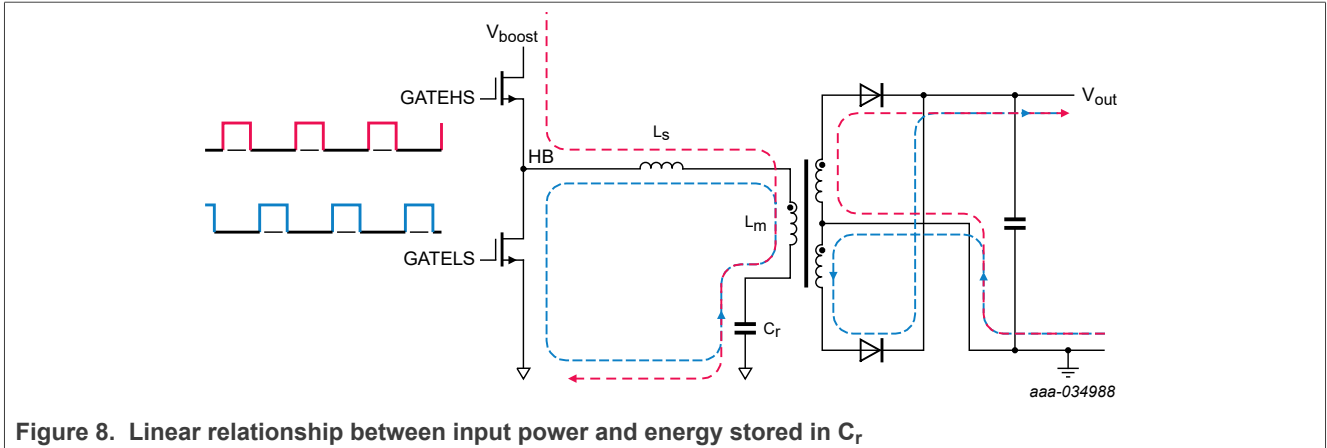 Vboost
GATEHS
Ls
HB
Vout
Lm
GATELS
Cr
aaa-034988
Figure 8. Linear relationship between input power and energy stored in Cr